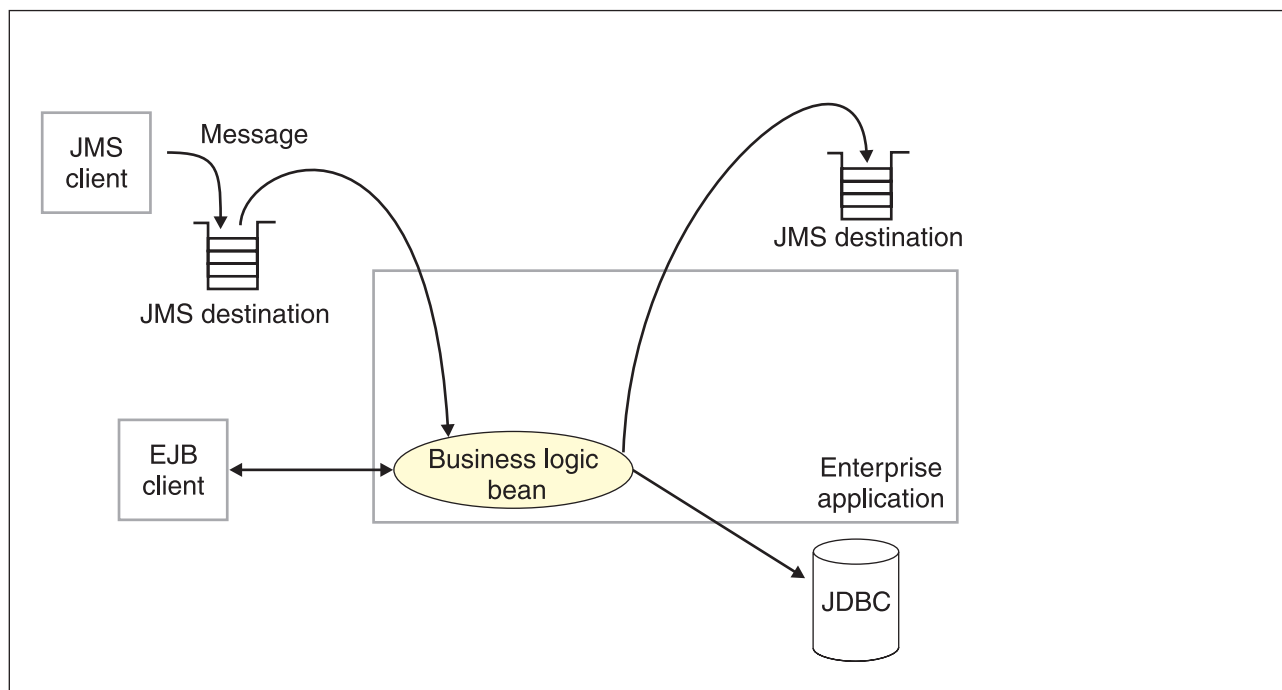 JMS
client
Message
JMS destination
JMS destination
EJB
client
Business logic
bean
Enterprise
application
JDBC